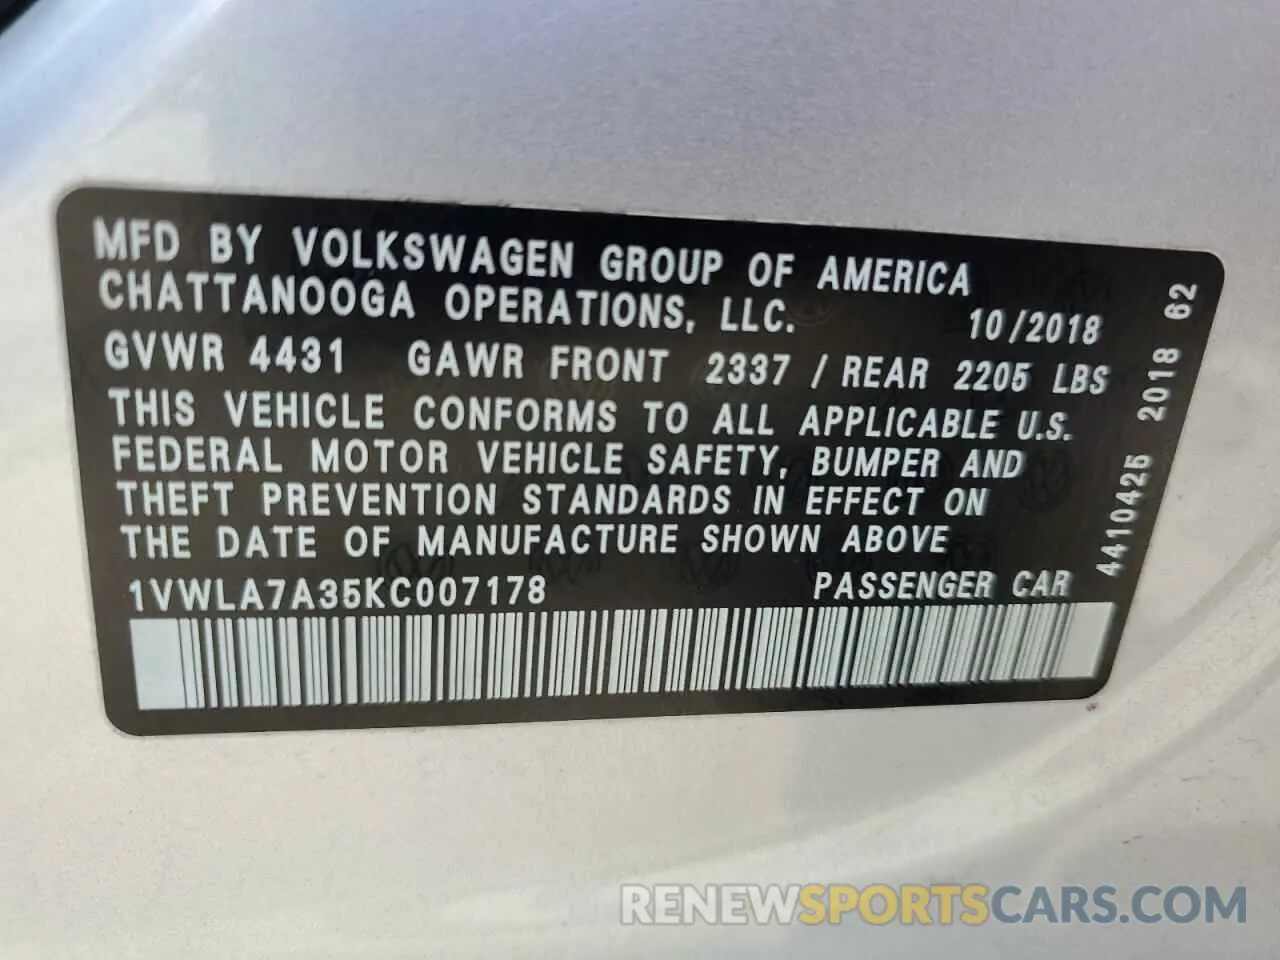 MFD BY VOLKSWAGEN GROUP OF AMERICA
CHATTANOOGA OPERATIONS, LLC. 10/2018
GVWR 4431 GAWR FRONT 2337 / REAR 2205 LBS
THIS VEHICLE CONFORMS TO ALL APPLICABLE U.S.
FEDERAL MOTOR VEHICLE SAFETY, BUMPER AND
THEFT PREVENTION STANDARDS IN EFFECT ON
THE DATE OF MANUFACTURE SHOWN ABOVE
1VWLA7A35KC007178 PASSENGER CAR
4410425 2018 62
RENEWSPORTSCARS.COM